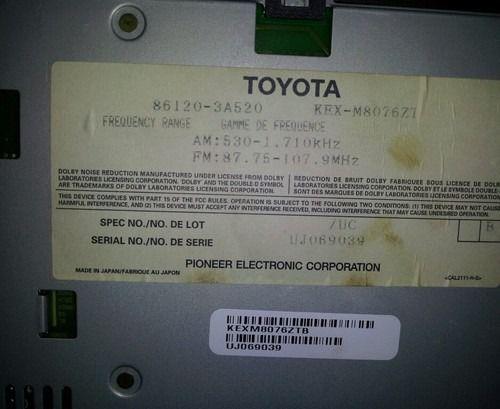 TOYOTA
86120-3A520 KEX-M8076ZT
FREQUENCY RANGE GAMME DE FREQUENCE
AM:530-1,710kHz
FM:87.75-107.9MHz
DOLBY NOISE REDUCTION MANUFACTURED UNDER LICENSE FROM DOLBY
LABORATORIES LICENSING CORPORATION. DOLBY AND THE DOUBLE-D SYMBOL
ARE TRADEMARKS OF DOLBY LABORATORIES LICENSING CORPORATION.
REDUCTION DE BRUIT DOLBY FABRIQUEE SOUS LICENCE DE DOLBY
LABORATORIES LICENSING CORPORATION. DOLBY ET LE SYMBOLE DOUBLE
SONT DES MARQUES DE DOLBY LABORATORIES LICENSING CORPORATION.
THIS DEVICE COMPLIES WITH PART 15 OF THE FCC RULES. OPERATION IS SUBJECT TO THE FOLLOWING TWO CONDITIONS: (1) THIS DEVICE MAY NOT CAUSE
HARMFUL INTERFERENCE, AND (2) THIS DEVICE MUST ACCEPT ANY INTERFERENCE RECEIVED, INCLUDING INTERFERENCE THAT MAY CAUSE UNDESIRED OPERATION.
SPEC NO./NO. DE LOT /UC B
SERIAL NO./NO. DE SERIE UJ069039
PIONEER ELECTRONIC CORPORATION
MADE IN JAPAN/FABRIQUE AU JAPON
KEXM8076ZTB
UJ069039